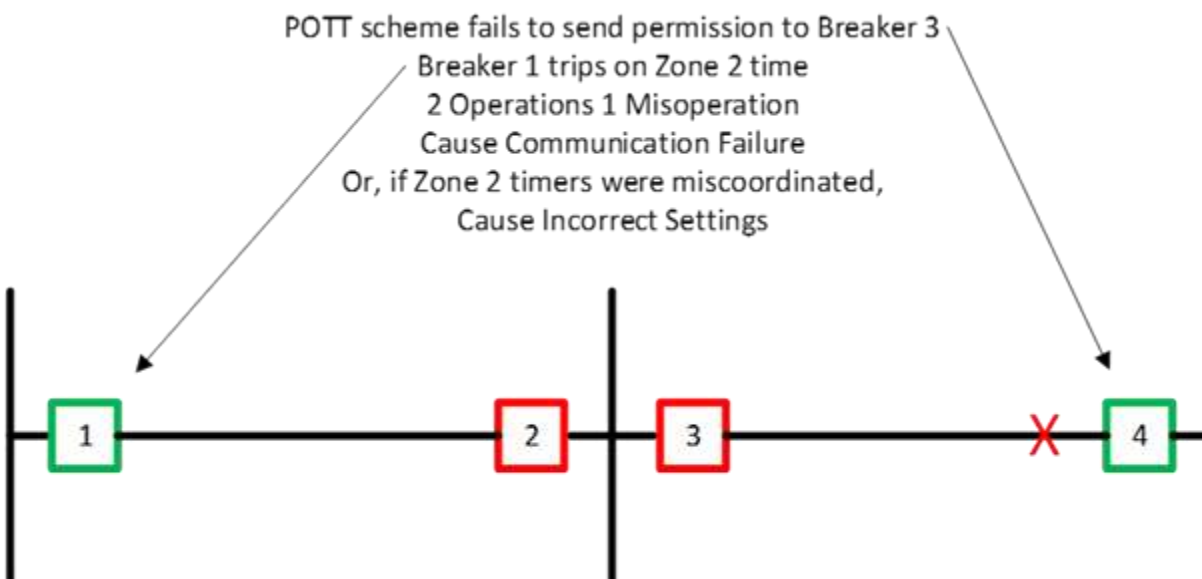 POTT scheme fails to send permission to Breaker 3
Breaker 1 trips on Zone 2 time
2 Operations 1 Misoperation
Cause Communication Failure
Or, if Zone 2 timers were miscoordinated,
Cause Incorrect Settings
1
2
3
X
4